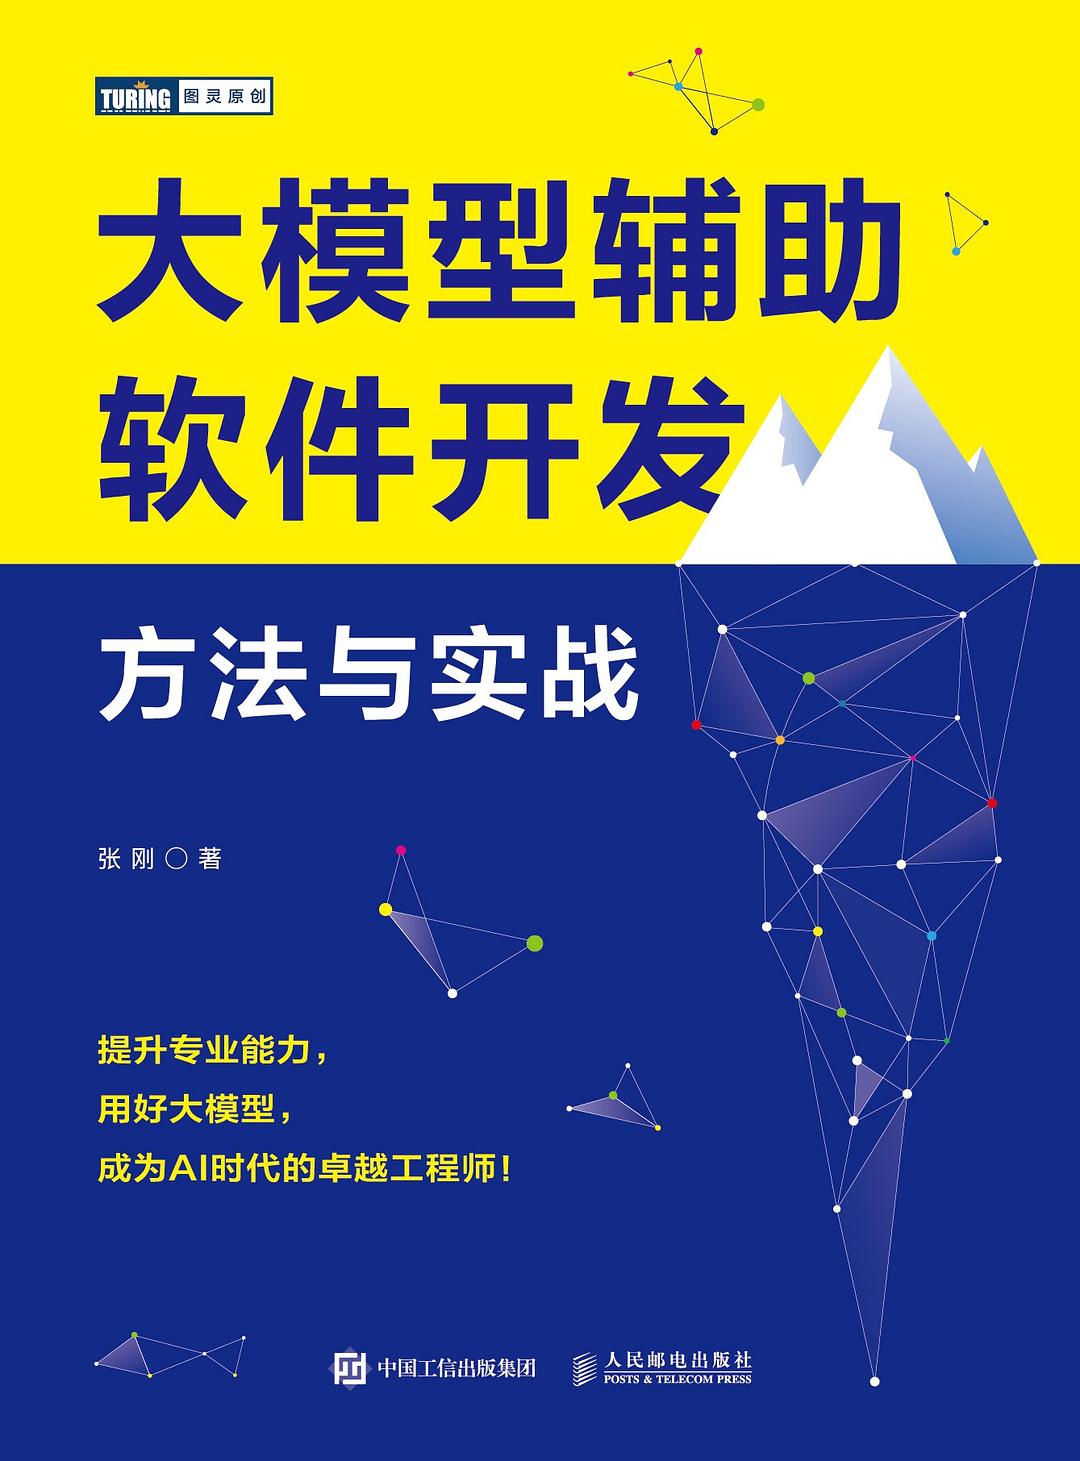 TURING 图灵原创
大模型辅助
软件开发
方法与实战
张刚〇著
提升专业能力，
用好大模型，
成为AI时代的卓越工程师！
中国工信出版集团
人民邮电出版社
POSTS & TELECOM PRESS